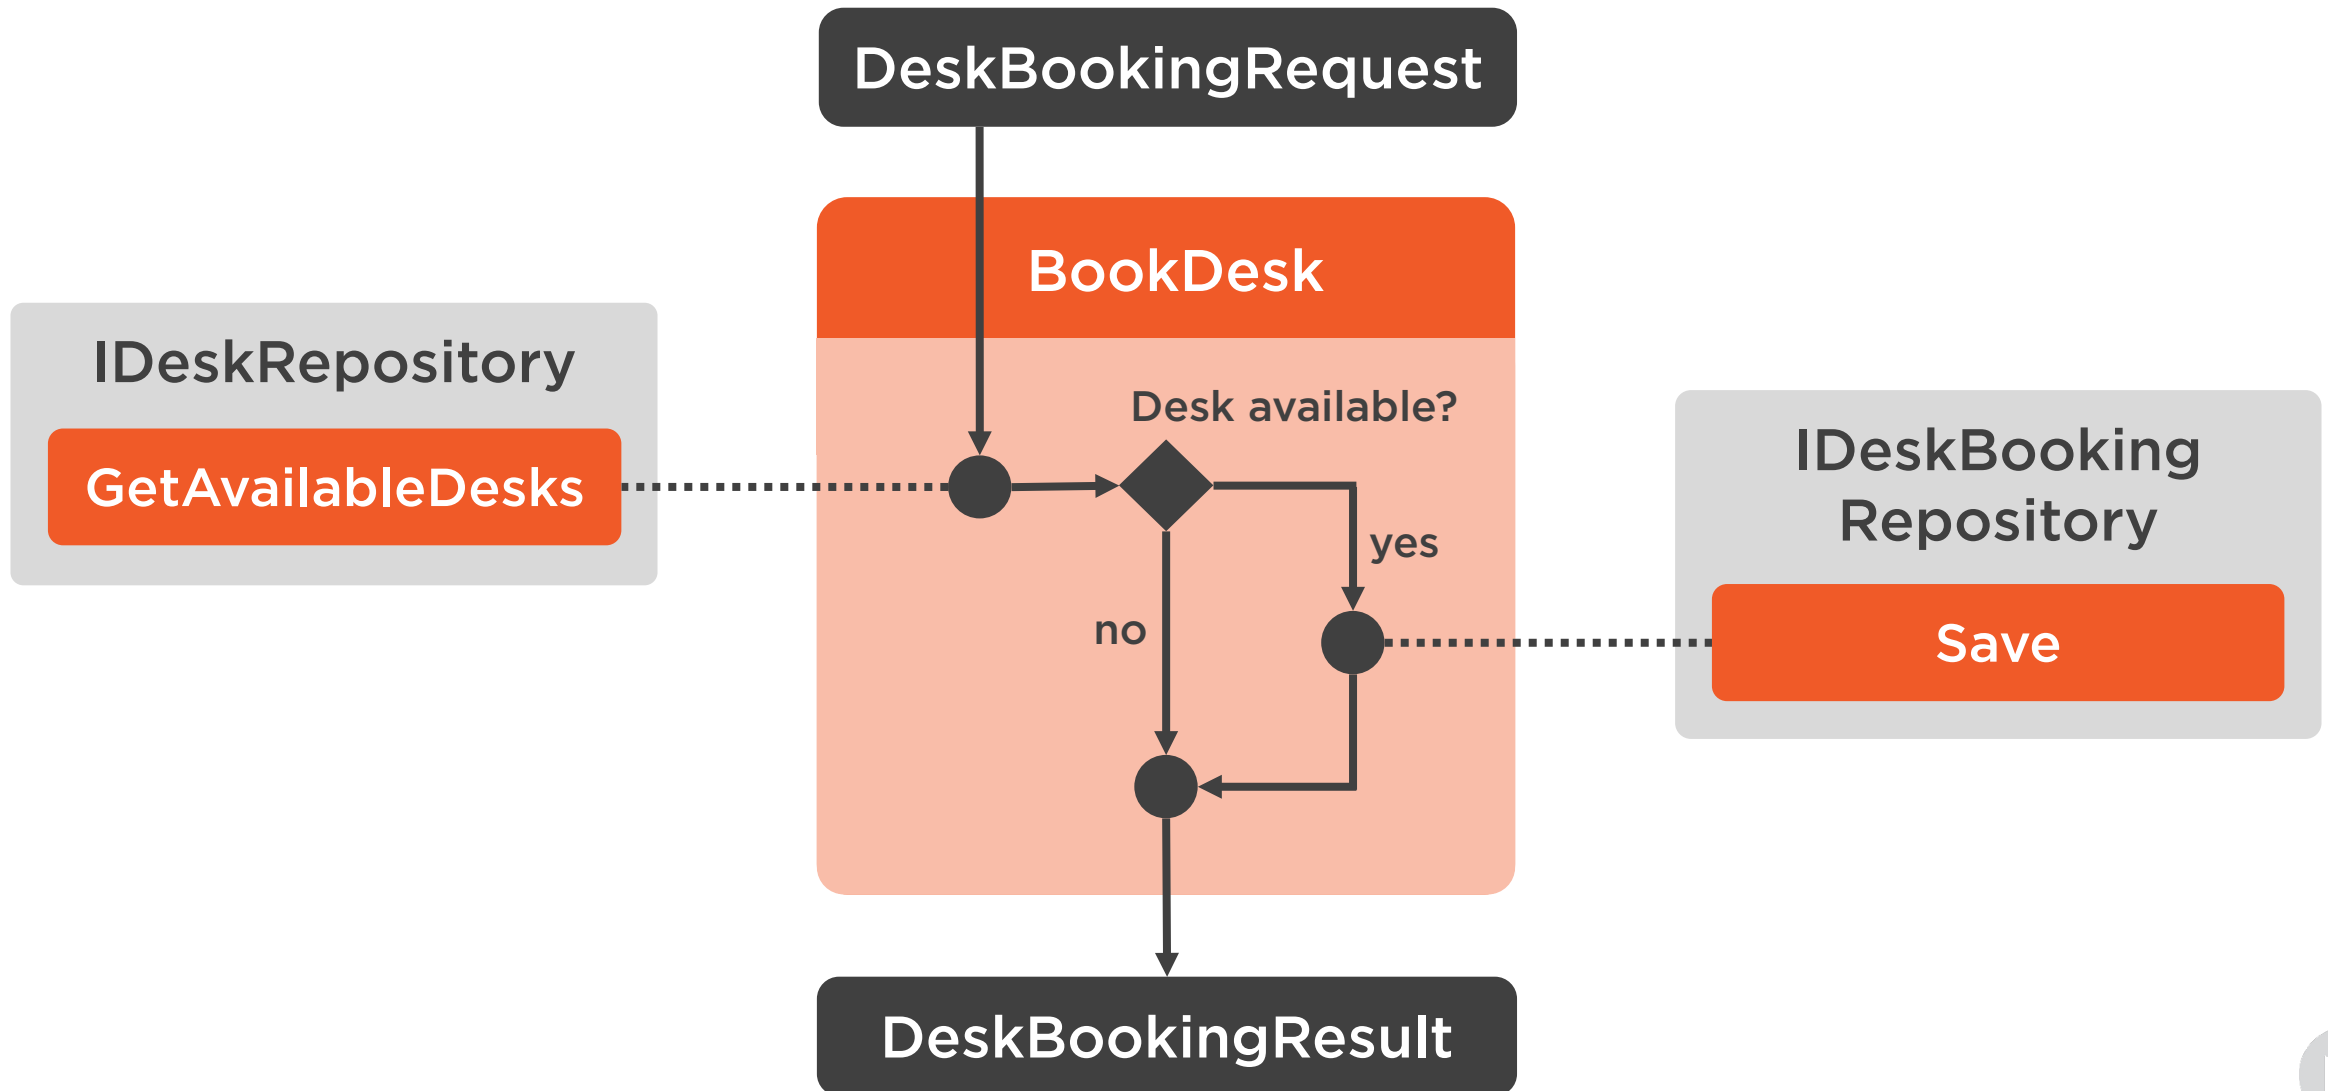 DeskBookingRequest
BookDesk
IDeskRepository
GetAvailableDesks
Desk available?
yes
no
IDeskBooking
Repository
Save
DeskBookingResult